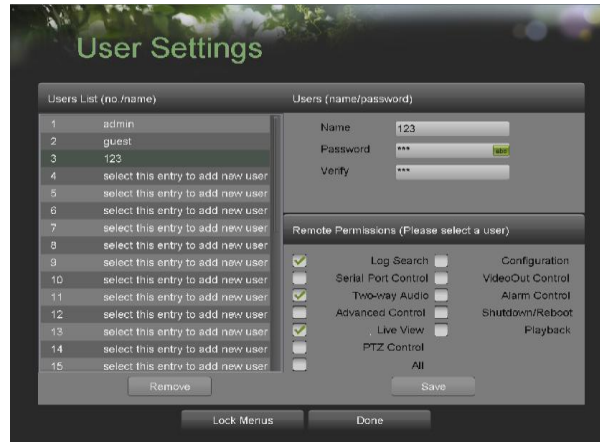 User Settings
Users List (no./name)
1 admin
2 guest
3 123
4 select this entry to add new user
5 select this entry to add new user
6 select this entry to add new user
7 select this entry to add new user
8 select this entry to add new user
9 select this entry to add new user
10 select this entry to add new user
11 select this entry to add new user
12 select this entry to add new user
13 select this entry to add new user
14 select this entry to add new user
15 select this entry to add new user
Remove
Users (name/password)
Name 123
Password *** abc
Verify ***
Remote Permissions (Please select a user)
Log Search Configuration
Serial Port Control VideoOut Control
Two-way Audio Alarm Control
Advanced Control Shutdown/Reboot
Live View Playback
PTZ Control
All
Save
Lock Menus Done